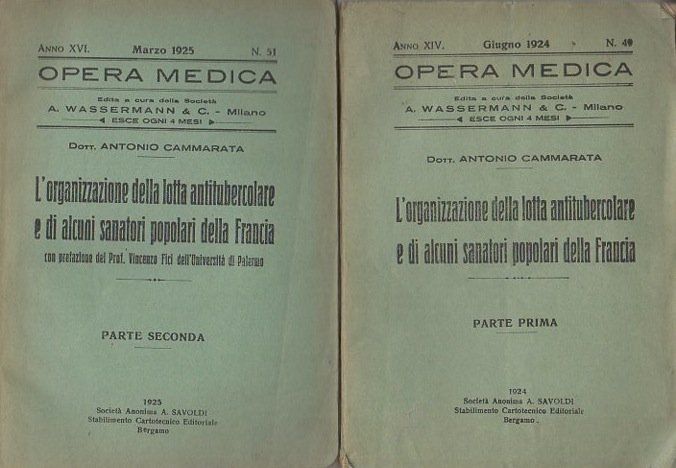 ANNO XVI. Marzo 1925 N. 51
OPERA MEDICA
Edita a cura della Società
A. WASSERMANN & C. - Milano
ESCE OGNI 4 MESI
DOTT. ANTONIO CAMMARATA
L'organizzazione della lotta antitubercolare
e di alcuni sanatori popolari della Francia
con prefazione del Prof. Vincenzo Fici dell'Università di Palermo
PARTE SECONDA
1925
Società Anonima A. SAVOLDI
Stabilimento Cartotecnico Editoriale
Bergamo
ANNO XIV. Giugno 1924 N. 49
OPERA MEDICA
Edita a cura della Società
A. WASSERMANN & C. - Milano
ESCE OGNI 4 MESI
DOTT. ANTONIO CAMMARATA
L'organizzazione della lotta antitubercolare
e di alcuni sanatori popolari della Francia
PARTE PRIMA
1924
Società Anonima A. SAVOLDI
Stabilimento Cartotecnico Editoriale
Bergamo.